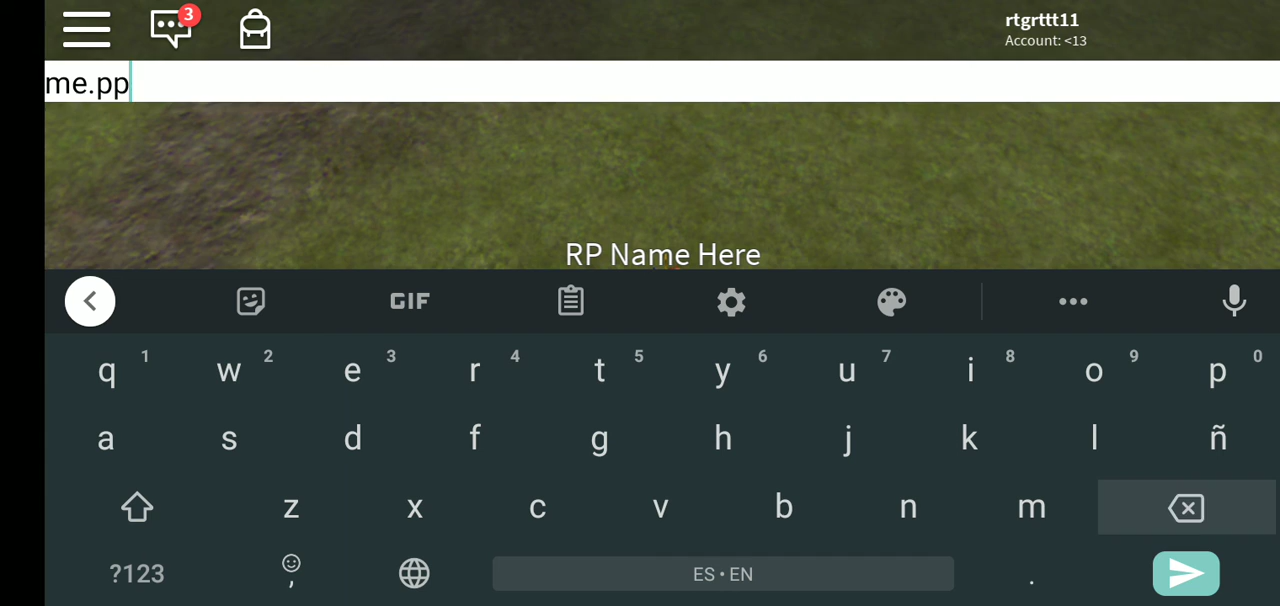 3
rtgrttt11
Account: <13
me.pp
RP Name Here
GIF
q 1 w 2 e 3 r 4 t 5 y 6 u 7 i 8 o 9 p 0
a s d f g h j k l ñ
z x c v b n m
?123 , ES • EN .